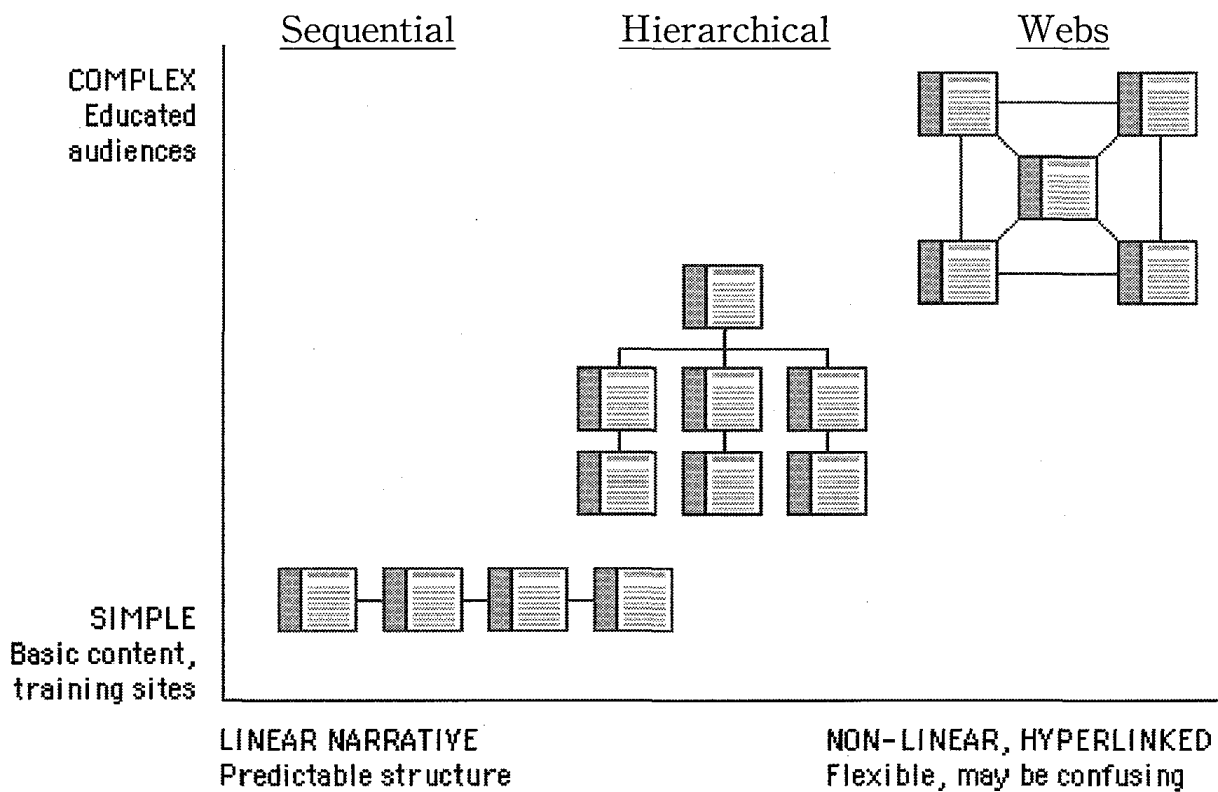 Sequential
Hierarchical
Webs
COMPLEX
Educated
audiences
SIMPLE
Basic content,
training sites
LINEAR NARRATIVE
Predictable structure
NON-LINEAR, HYPERLINKED
Flexible, may be confusing